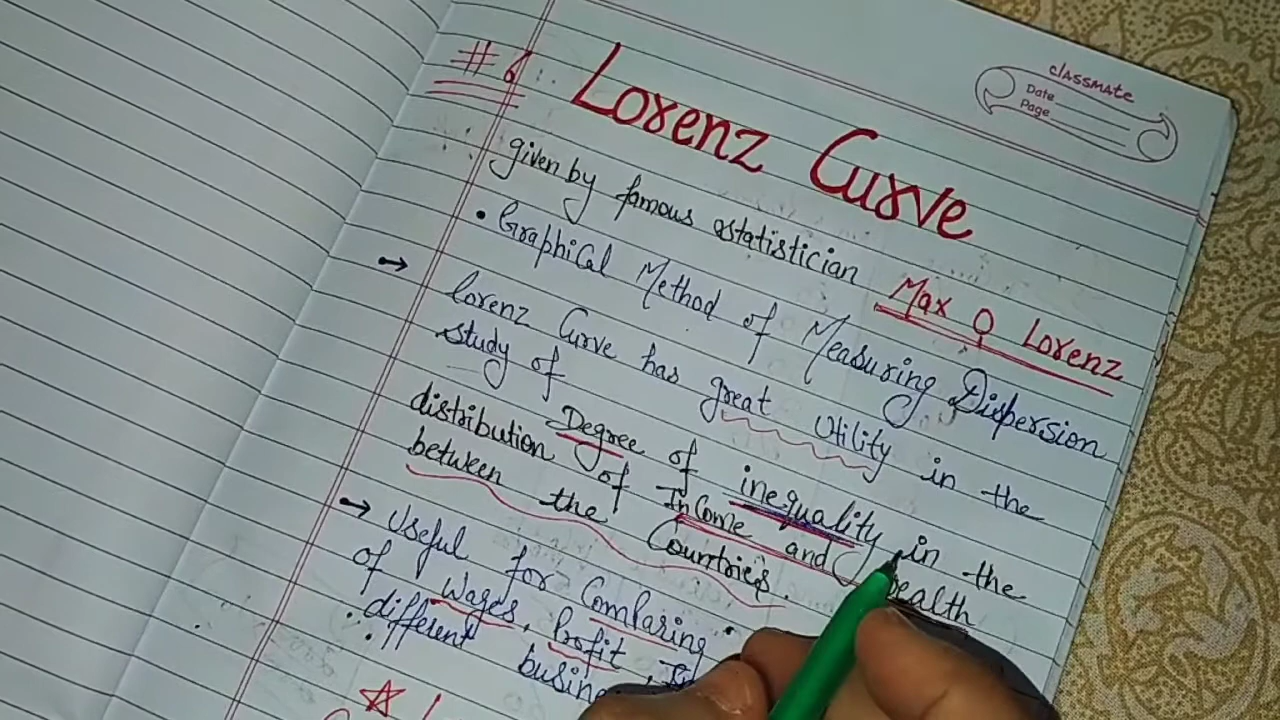 classmate
Date
Page
#6. Lorenz Curve
given by famous statistician Max O Lorenz
• Graphical Method of Measuring Dispersion
→ Lorenz Curve has great Utility in the
study of Degree of inequality in the
distribution of Income and wealth
between the Countries.
→ Useful for Comparing
of Wages, Profit,
different